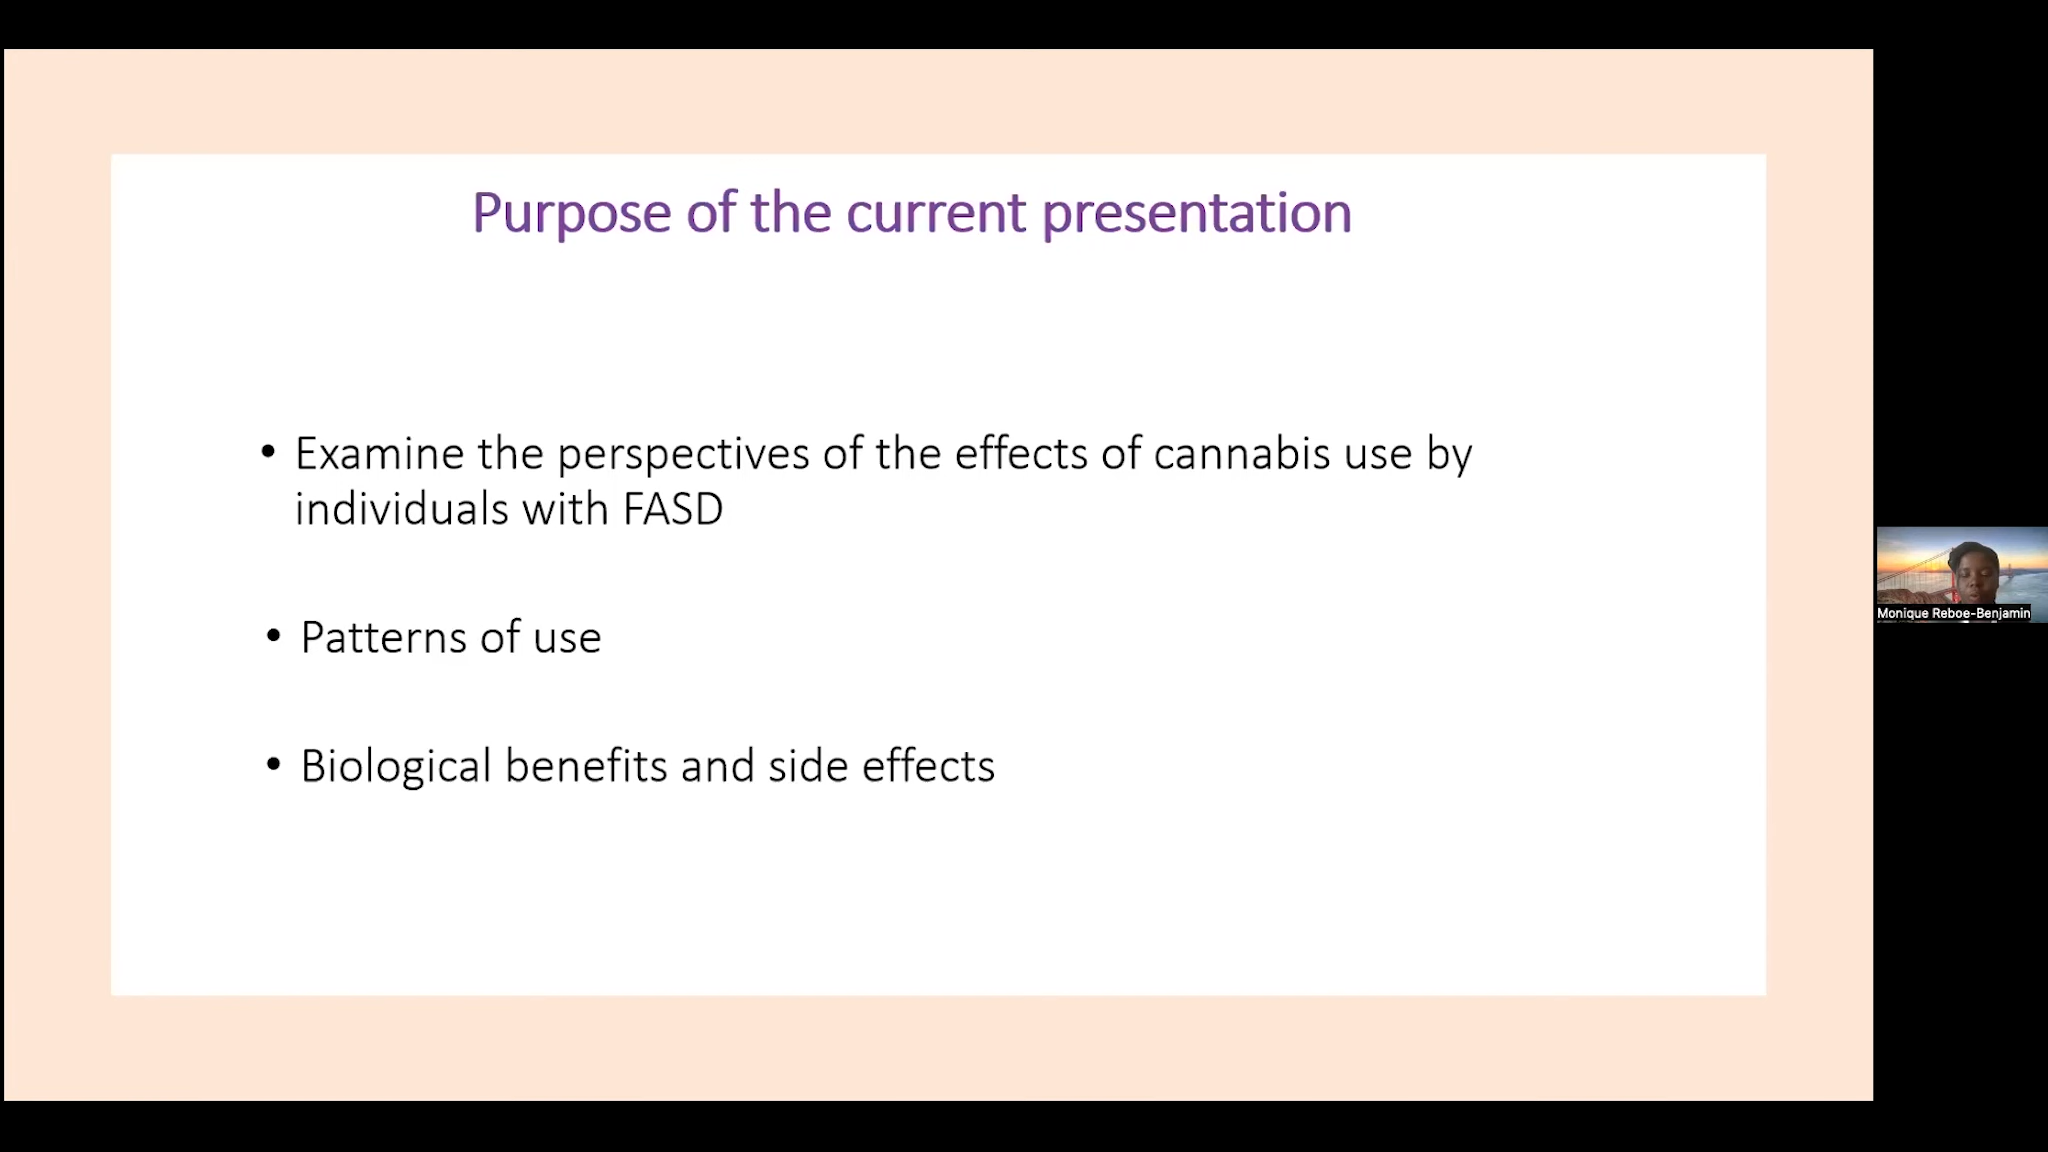 Purpose of the current presentation
• Examine the perspectives of the effects of cannabis use by
individuals with FASD
• Patterns of use
• Biological benefits and side effects
Monique Reboe-Benjamin